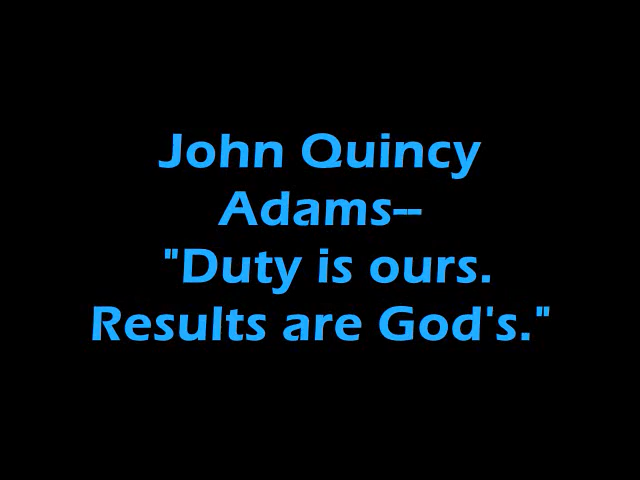 John Quincy
Adams--
"Duty is ours.
Results are God's."